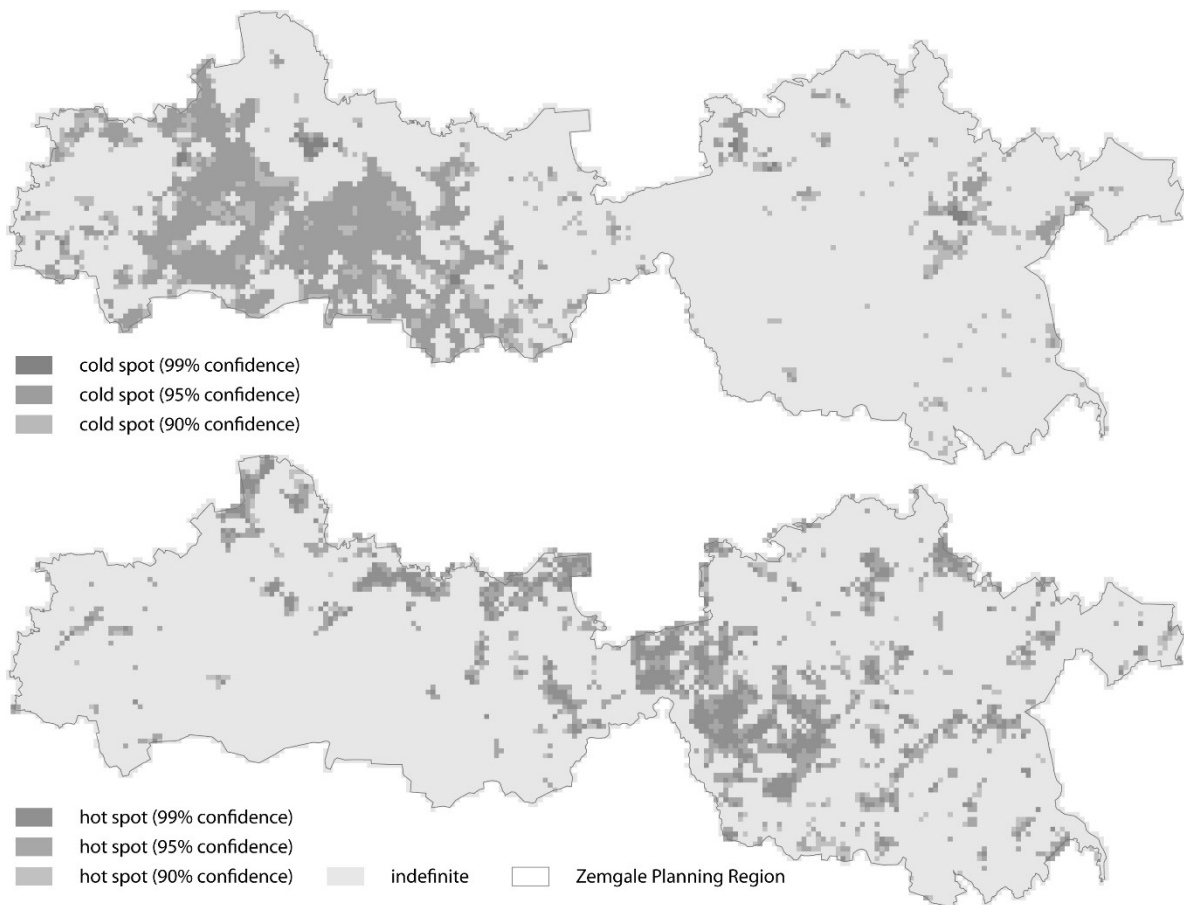 cold spot (99% confidence)
cold spot (95% confidence)
cold spot (90% confidence)
hot spot (99% confidence)
hot spot (95% confidence)
hot spot (90% confidence) indefinite Zemgale Planning Region